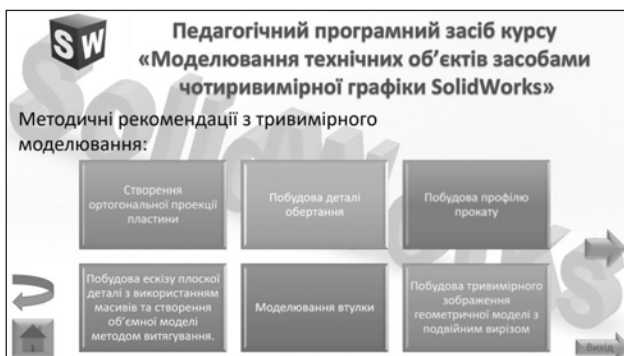 SW
Педагогічний програмний засіб курсу
«Моделювання технічних об’єктів засобами
чотиривимірної графіки SolidWorks»
Методичні рекомендації з тривимірного
моделювання:
Створення
ортогональної проекції
пластини
Побудова деталі
обертання
Побудова профілю
прокату
Побудова ескізу плоскої
деталі з використанням
масивів та створення
об’ємної моделі
методом витягування.
Моделювання втулки
Побудова тривимірного
зображення
геометричної моделі з
подвійним вирізом
Вихід
SolidWorks